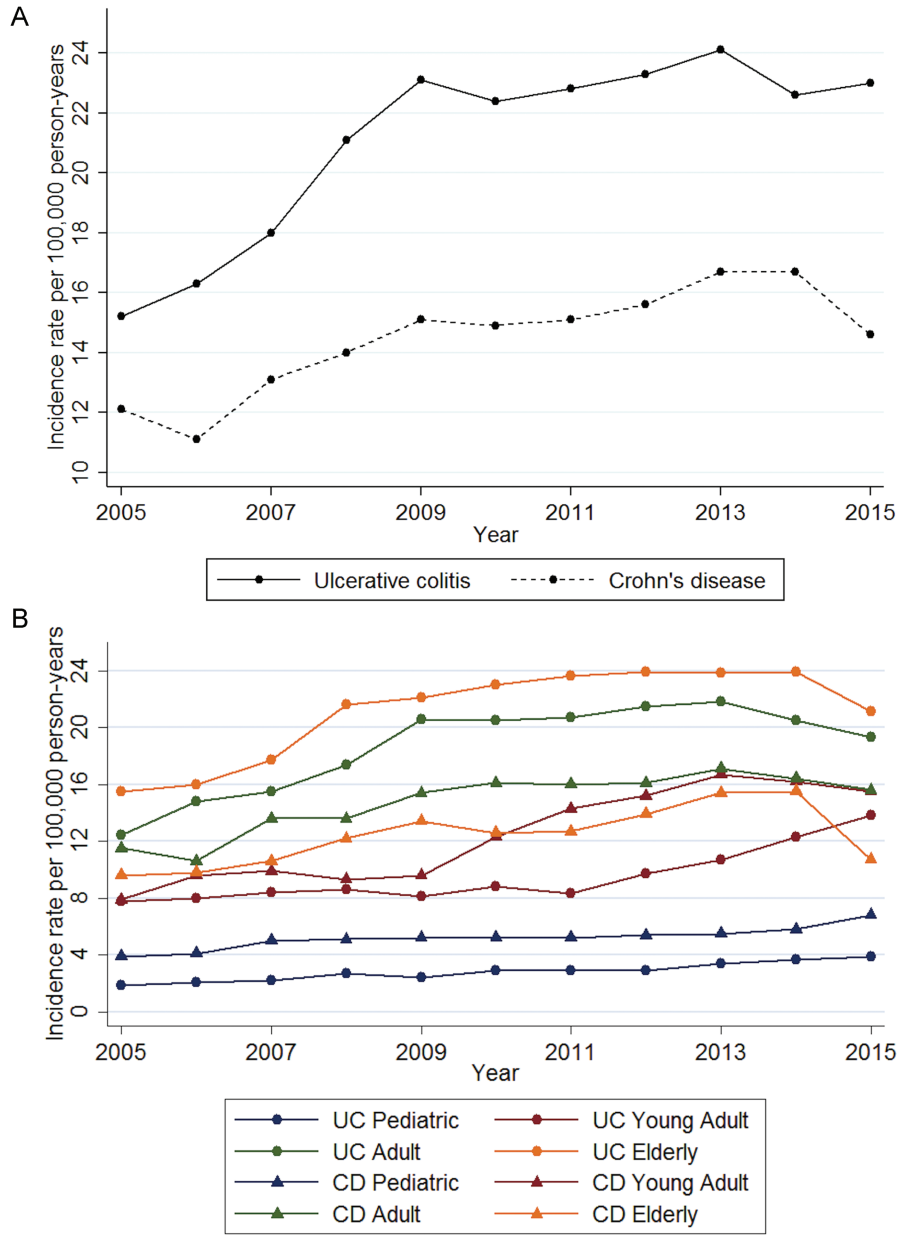 A
Incidence rate per 100,000 person-years
24
22
20
18
16
14
12
10
2005 2007 2009 2011 2013 2015
Year
Ulcerative colitis Crohn's disease
B
Incidence rate per 100,000 person-years
24
20
16
12
8
4
0
2005 2007 2009 2011 2013 2015
Year
UC Pediatric UC Young Adult
UC Adult UC Elderly
CD Pediatric CD Young Adult
CD Adult CD Elderly